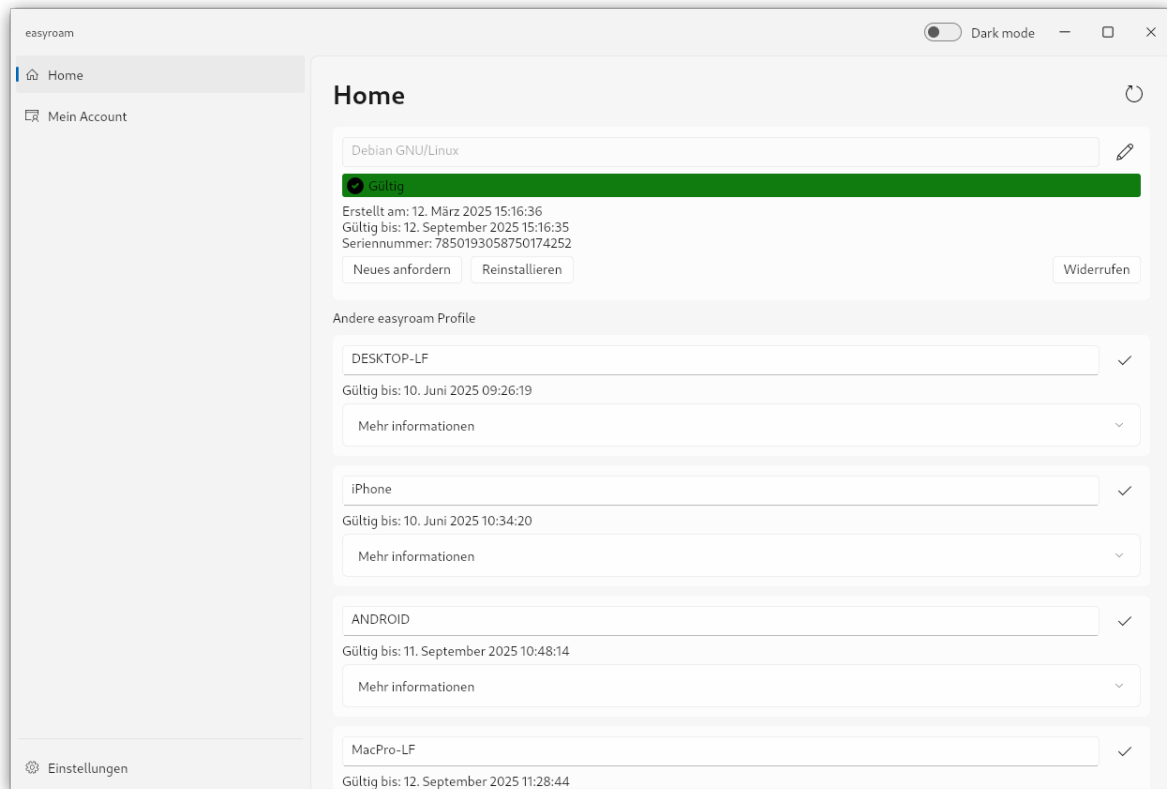 easyroam
Dark mode
Home
Mein Account
Home
Debian GNU/Linux
Gültig
Erstellt am: 12. März 2025 15:16:36
Gültig bis: 12. September 2025 15:16:35
Seriennummer: 7850193058750174252
Neues anfordern
Reinstallieren
Widerrufen
Andere easyroam Profile
DESKTOP-LF
Gültig bis: 10. Juni 2025 09:26:19
Mehr informationen
iPhone
Gültig bis: 10. Juni 2025 10:34:20
Mehr informationen
ANDROID
Gültig bis: 11. September 2025 10:48:14
Mehr informationen
MacPro-LF
Gültig bis: 12. September 2025 11:28:44
Einstellungen